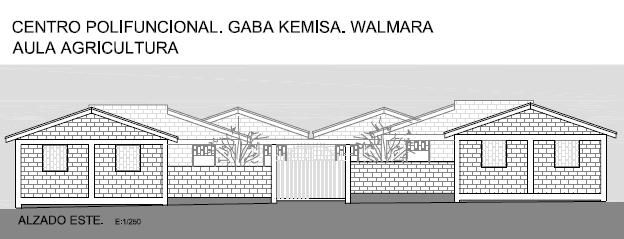 CENTRO POLIFUNCIONAL. GABA KEMISA. WALMARA
AULA AGRICULTURA
ALZADO ESTE. E:1/250